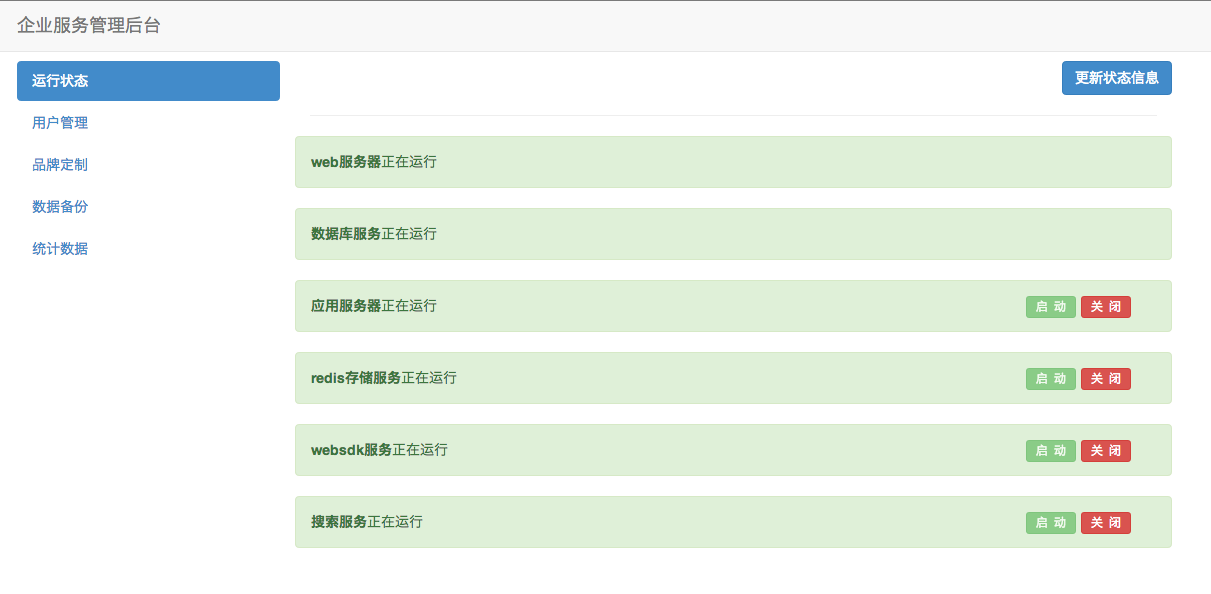 企业服务管理后台
运行状态
更新状态信息
用户管理
品牌定制
数据备份
统计数据
web服务器正在运行
数据库服务正在运行
应用服务器正在运行 启 动 关 闭
redis存储服务正在运行 启 动 关 闭
websdk服务正在运行 启 动 关 闭
搜索服务正在运行 启 动 关 闭